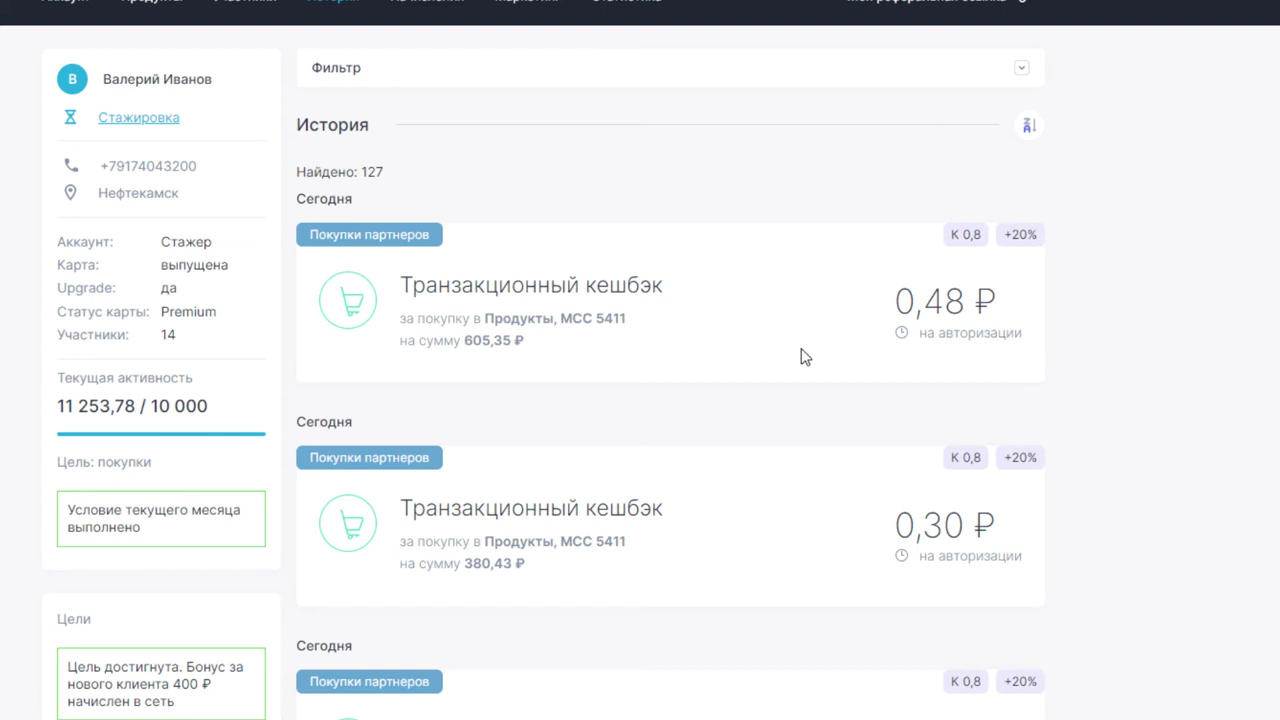 В
Валерий Иванов
Стажировка
+79174043200
Нефтекамск
Аккаунт: Стажер
Карта: выпущена
Upgrade: да
Статус карты: Premium
Участники: 14
Текущая активность
11 253,78 / 10 000
Цель: покупки
Условие текущего месяца
выполнено
Цели
Цель достигнута. Бонус за
нового клиента 400 ₽
начислен в сеть
Фильтр
История
Найдено: 127
Сегодня
Покупки партнеров
К 0,8
+20%
Транзакционный кешбэк
за покупку в Продукты, MCC 5411
на сумму 605,35 ₽
0,48 ₽
на авторизации
Сегодня
Покупки партнеров
К 0,8
+20%
Транзакционный кешбэк
за покупку в Продукты, MCC 5411
на сумму 380,43 ₽
0,30 ₽
на авторизации
Сегодня
Покупки партнеров
К 0,8
+20%